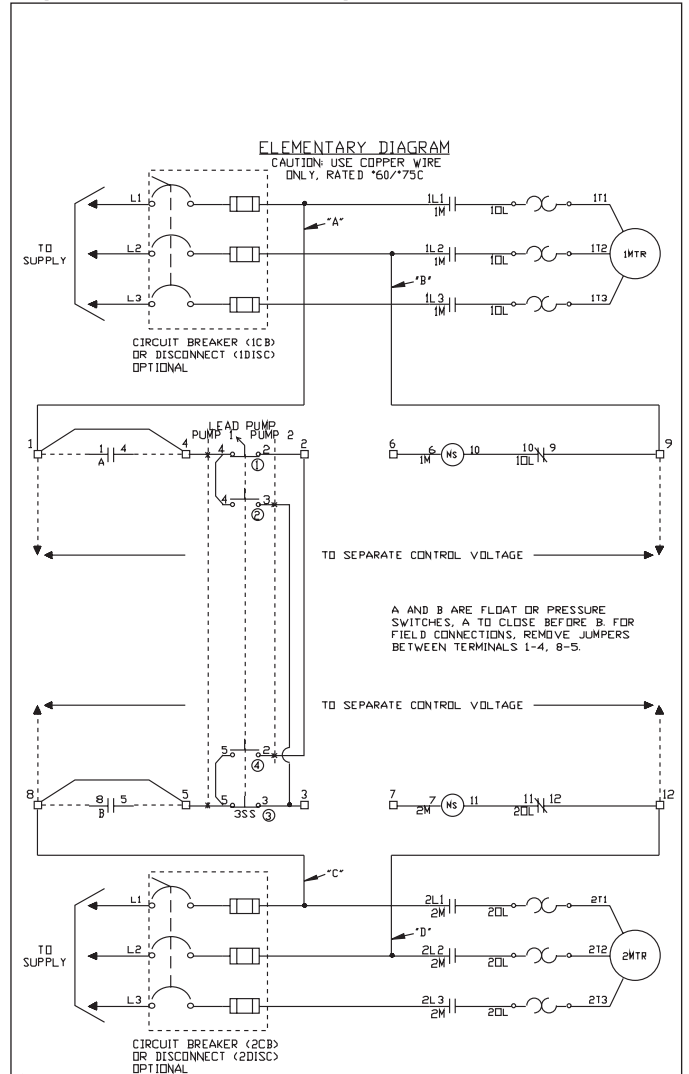 ELEMENTARY DIAGRAM
CAUTION: USE COPPER WIRE
ONLY, RATED °60/°75C
L1
"A"
1L1
1M
1OL
1T1
TO
SUPPLY
L2
"B"
1L2
1M
1OL
1T2
1MTR
L3
1L3
1M
1OL
1T3
CIRCUIT BREAKER (1CB)
OR DISCONNECT (1DISC)
OPTIONAL
LEAD PUMP
PUMP 1 PUMP 2
1
1 4
A
4
4 2
①
2
6
6
1M
NS
10
10 9
1OL
9
4 3
②
TO SEPARATE CONTROL VOLTAGE
A AND B ARE FLOAT OR PRESSURE
SWITCHES, A TO CLOSE BEFORE B. FOR
FIELD CONNECTIONS, REMOVE JUMPERS
BETWEEN TERMINALS 1-4, 8-5.
TO SEPARATE CONTROL VOLTAGE
5 2
④
8
8 5
B
5
5 3
3SS
③
3
7
7
2M
NS
11
11 12
2OL
12
L1
"C"
2L1
2M
2OL
2T1
TO
SUPPLY
L2
"D"
2L2
2M
2OL
2T2
2MTR
L3
2L3
2M
2OL
2T3
CIRCUIT BREAKER (2CB)
OR DISCONNECT (2DISC)
OPTIONAL